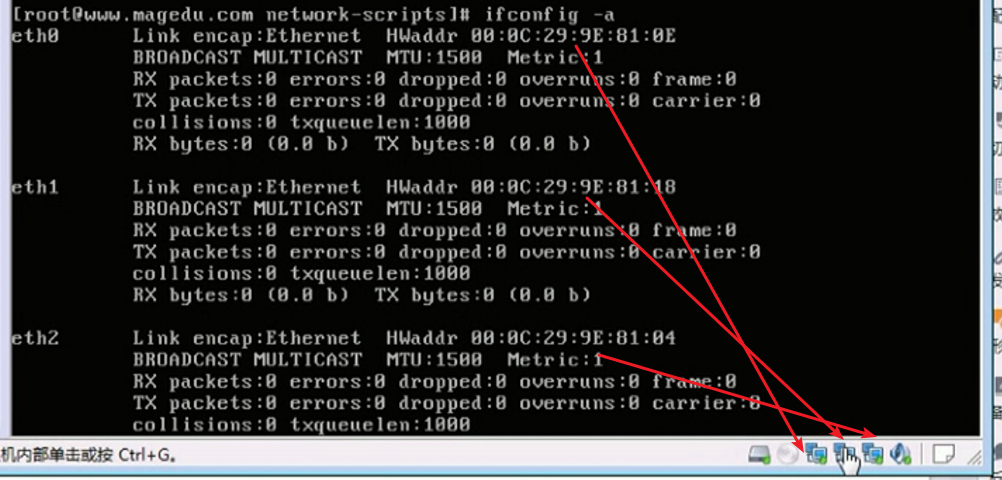 [root@www.magedu.com network-scripts]# ifconfig -a
eth0 Link encap:Ethernet HWaddr 00:0C:29:9E:81:0E
BROADCAST MULTICAST MTU:1500 Metric:1
RX packets:0 errors:0 dropped:0 overruns:0 frame:0
TX packets:0 errors:0 dropped:0 overruns:0 carrier:0
collisions:0 txqueuelen:1000
RX bytes:0 (0.0 b) TX bytes:0 (0.0 b)
eth1 Link encap:Ethernet HWaddr 00:0C:29:9E:81:18
BROADCAST MULTICAST MTU:1500 Metric:1
RX packets:0 errors:0 dropped:0 overruns:0 frame:0
TX packets:0 errors:0 dropped:0 overruns:0 carrier:0
collisions:0 txqueuelen:1000
RX bytes:0 (0.0 b) TX bytes:0 (0.0 b)
eth2 Link encap:Ethernet HWaddr 00:0C:29:9E:81:04
BROADCAST MULTICAST MTU:1500 Metric:1
RX packets:0 errors:0 dropped:0 overruns:0 frame:0
TX packets:0 errors:0 dropped:0 overruns:0 carrier:0
collisions:0 txqueuelen:1000
机内部单击或按 Ctrl+G。